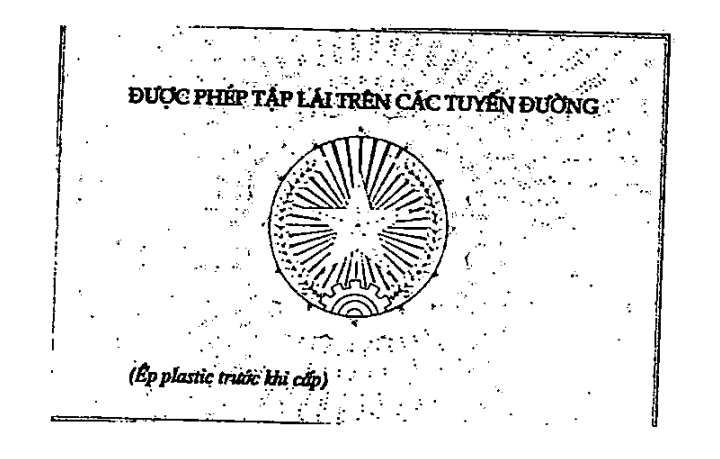 ĐƯỢC PHÉP TẬP LÁI TRÊN CÁC TUYẾN ĐƯỜNG
(Ép plastic trước khi cấp)